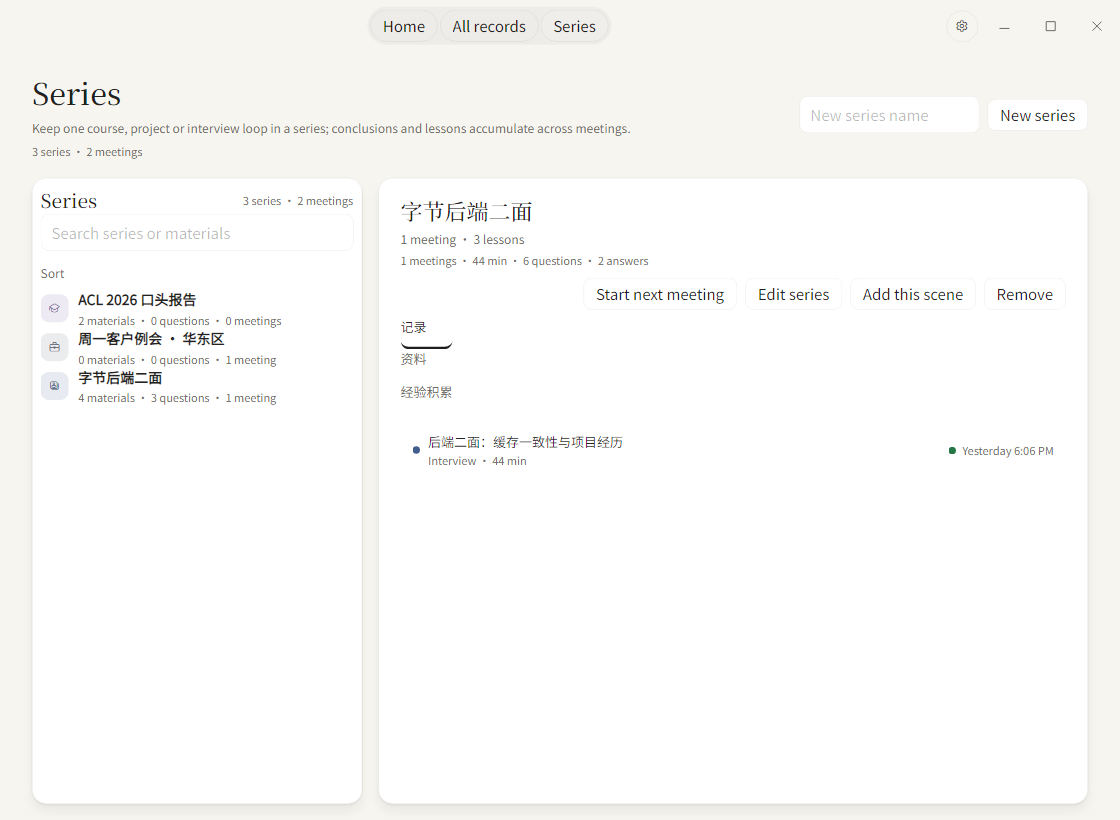 Home All records Series
Series
Keep one course, project or interview loop in a series; conclusions and lessons accumulate across meetings.
3 series • 2 meetings
New series name New series
Series 3 series • 2 meetings
Search series or materials
Sort
ACL 2026 口头报告
2 materials • 0 questions • 0 meetings
周一客户例会 • 华东区
0 materials • 0 questions • 1 meeting
字节后端二面
4 materials • 3 questions • 1 meeting
字节后端二面
1 meeting • 3 lessons
1 meetings • 44 min • 6 questions • 2 answers
Start next meeting Edit series Add this scene Remove
记录
资料
经验积累
后端二面：缓存一致性与项目经历
Interview • 44 min
Yesterday 6:06 PM